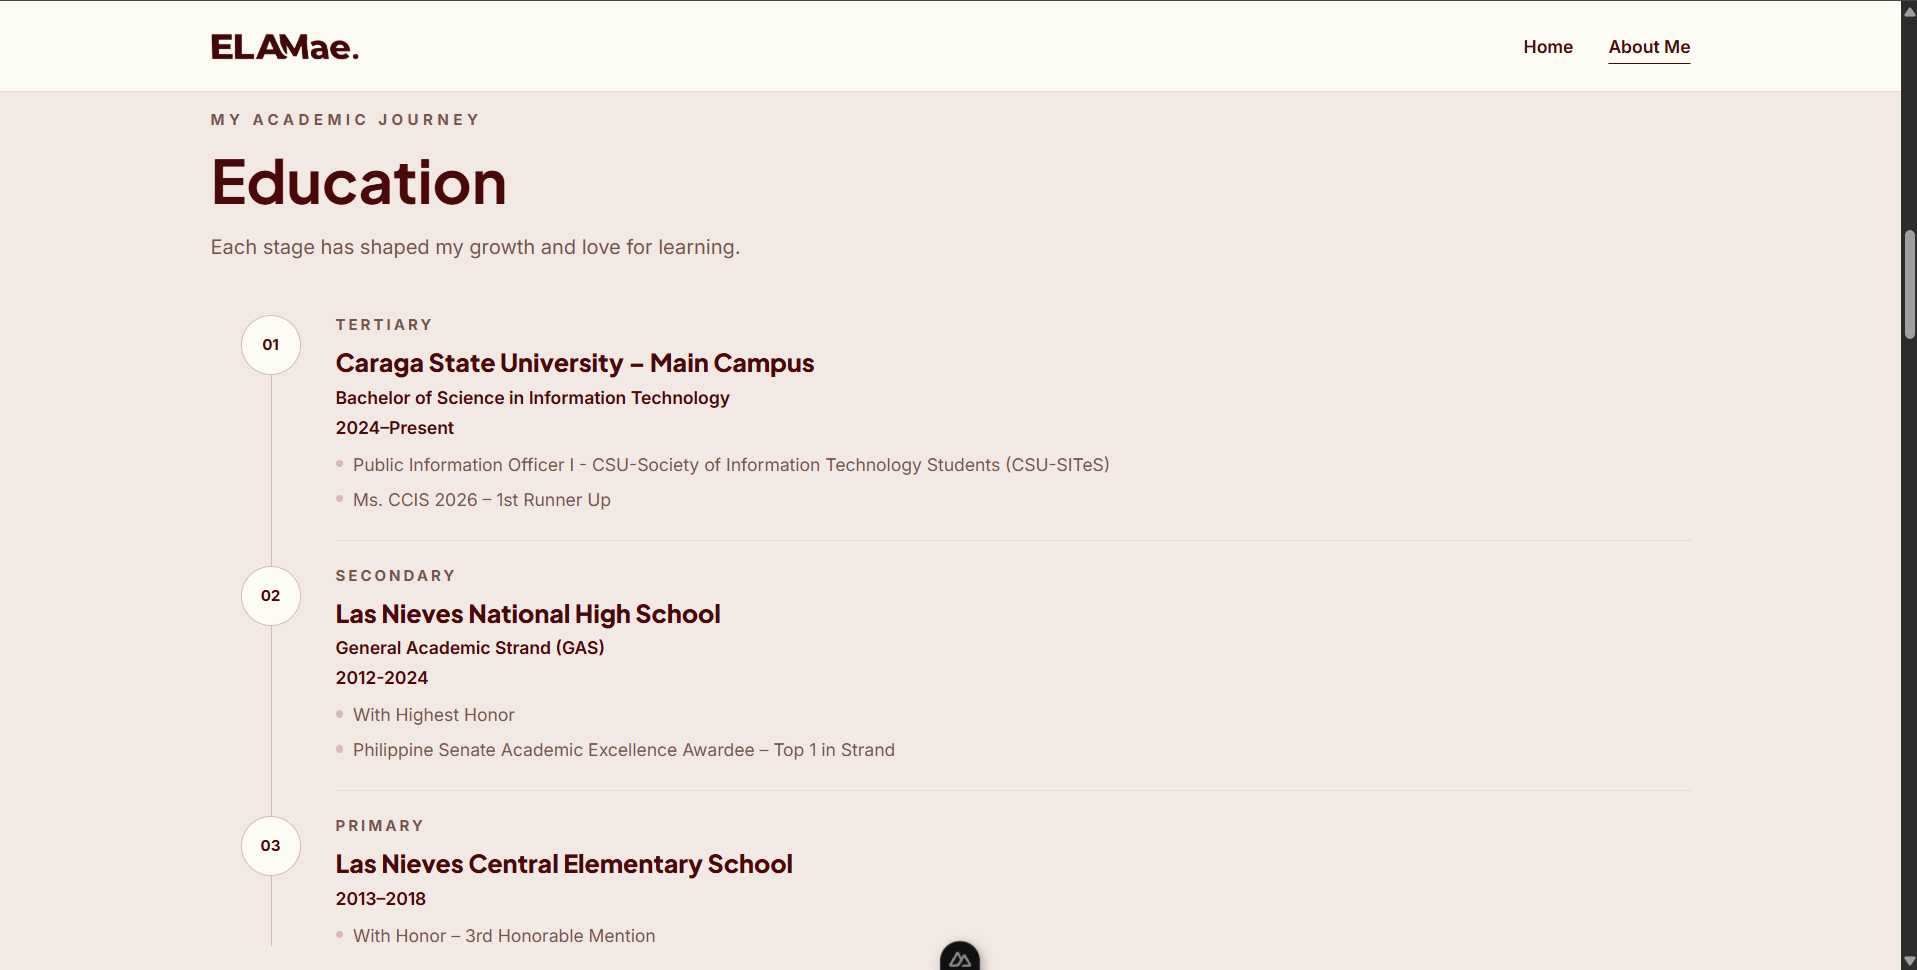 ELAMae.
Home
About Me
MY ACADEMIC JOURNEY
Education
Each stage has shaped my growth and love for learning.
01
TERTIARY
Caraga State University – Main Campus
Bachelor of Science in Information Technology
2024–Present
Public Information Officer I - CSU-Society of Information Technology Students (CSU-SITeS)
Ms. CCIS 2026 – 1st Runner Up
02
SECONDARY
Las Nieves National High School
General Academic Strand (GAS)
2012-2024
With Highest Honor
Philippine Senate Academic Excellence Awardee – Top 1 in Strand
03
PRIMARY
Las Nieves Central Elementary School
2013–2018
With Honor – 3rd Honorable Mention